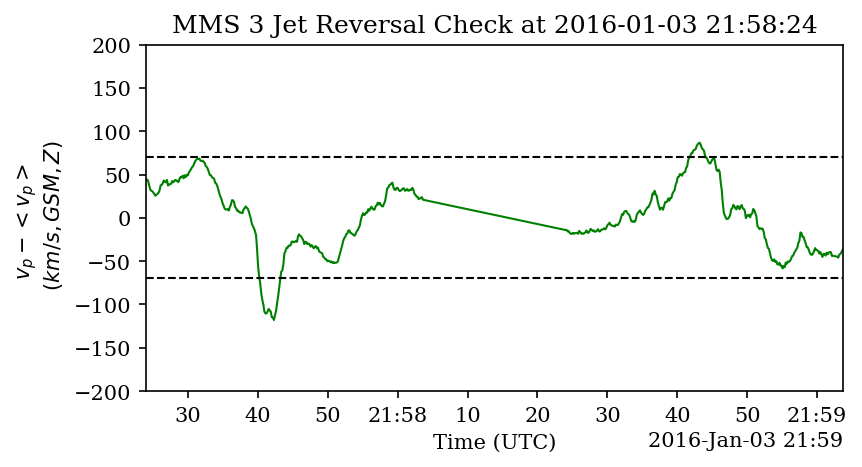 MMS 3 Jet Reversal Check at 2016-01-03 21:58:24
200
150
100
50
0
−50
−100
−150
−200
v_p − < v_p >
(km/s, GSM, Z)
30 40 50 21:58 10 20 30 40 50 21:59
Time (UTC)
2016-Jan-03 21:59